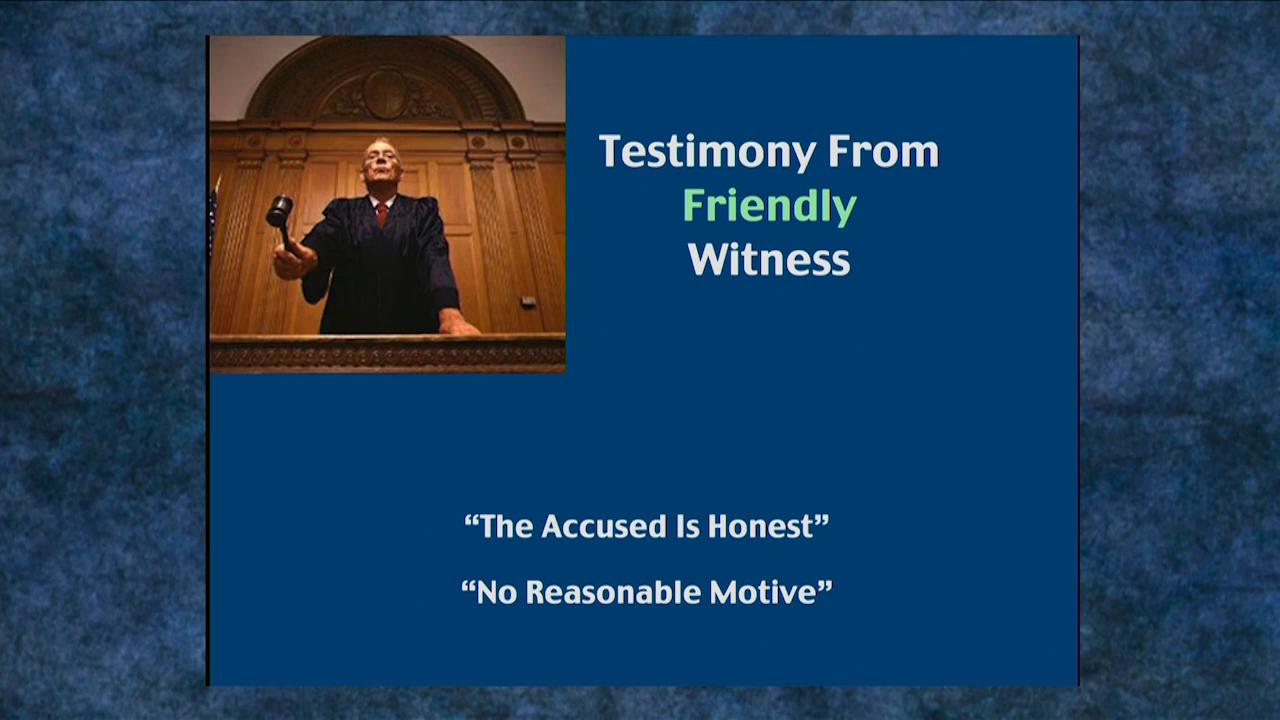 Testimony From
Friendly
Witness
“The Accused Is Honest”
“No Reasonable Motive”